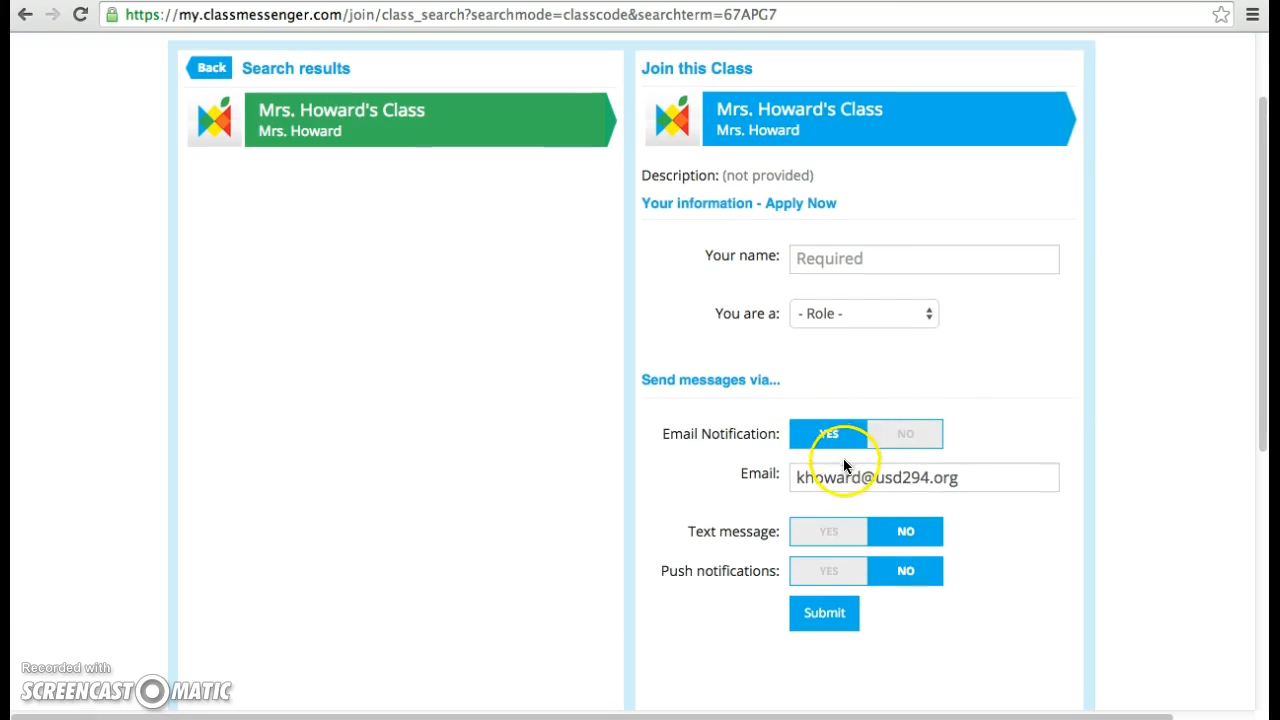 https://my.classmessenger.com/join/class_search?searchmode=classcode&searchterm=67APG7
Back Search results
Mrs. Howard's Class
Mrs. Howard
Join this Class
Mrs. Howard's Class
Mrs. Howard
Description: (not provided)
Your information - Apply Now
Your name: Required
You are a: - Role -
Send messages via...
Email Notification: YES NO
Email: khoward@usd294.org
Text message: YES NO
Push notifications: YES NO
Submit
Recorded with
SCREENCAST-O-MATIC